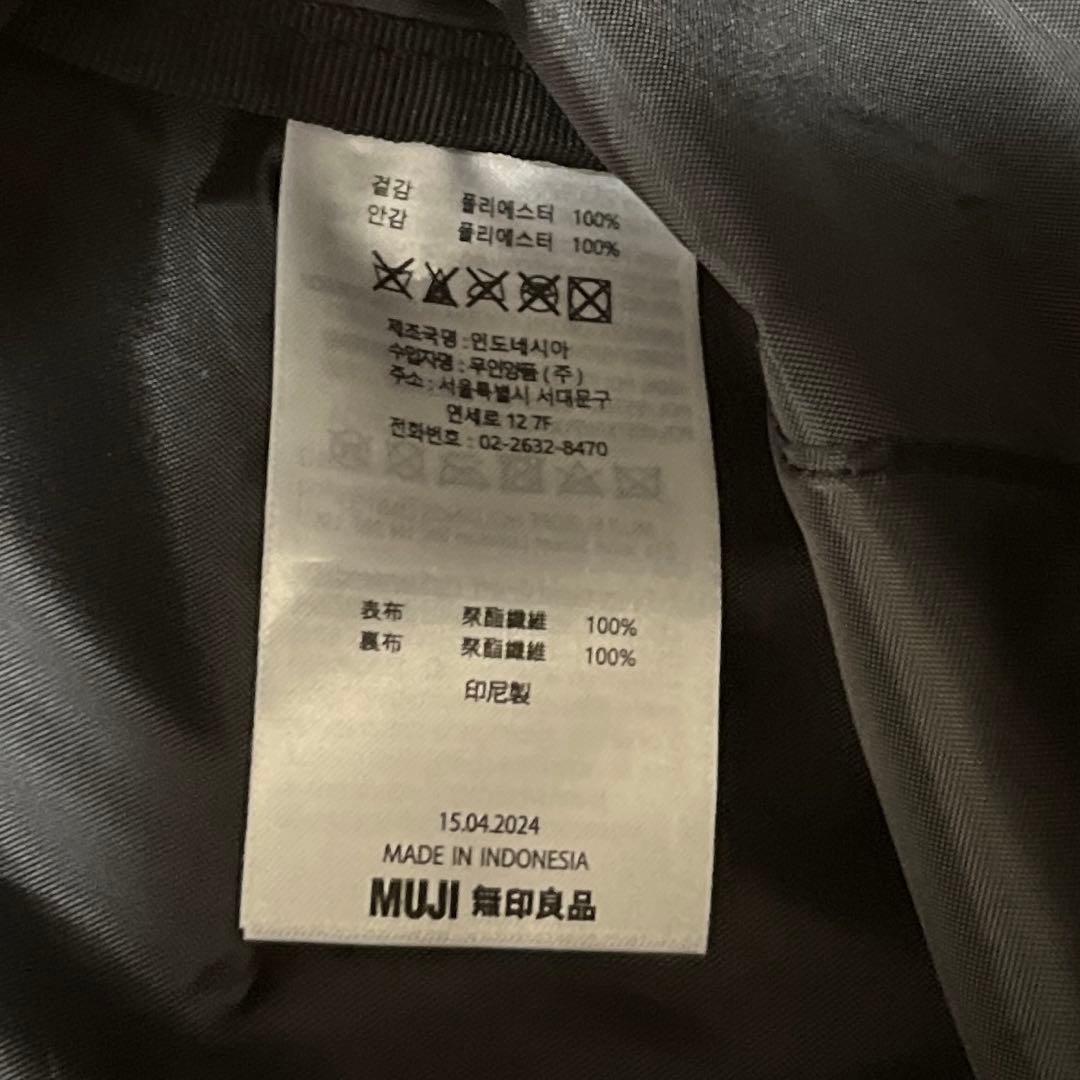 겉감 폴리에스터 100%
안감 폴리에스터 100%
제조국명 : 인도네시아
수입자명 : 무인양품 (주)
주소 : 서울특별시 서대문구
연세로 12 7F
전화번호 : 02-2632-8470
表布 聚酯纖維 100%
裏布 聚酯纖維 100%
印尼製
15.04.2024
MADE IN INDONESIA
MUJI 無印良品